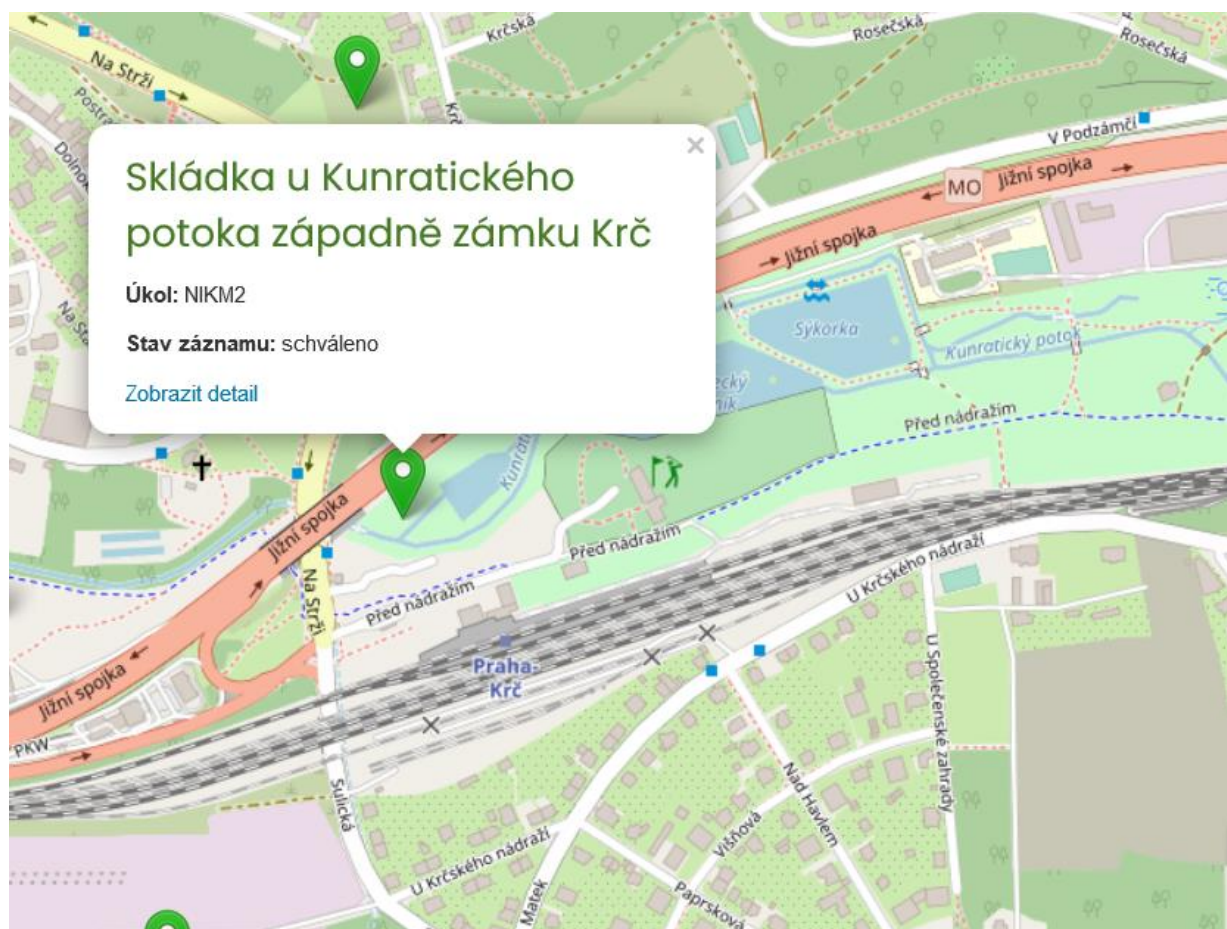 Krčská
Rosečská
Rosečská
Na Strži
V Podzámčí
MO
Jižní spojka
Jižní spojka
×
Skládka u Kunratického
potoka západně zámku Krč
Úkol: NIKM2
Stav záznamu: schváleno
Zobrazit detail
Sýkorka
Kunratický potok
Před nádražím
Jižní spojka
Před nádražím
U Krčského nádraží
Na Strži
Před nádražím
Praha-
Krč
U Společenské zahrady
Jižní spojka
PKW
Sulická
Nad Havlem
Višňová
U Krčského nádraží
Paprsková
Matek